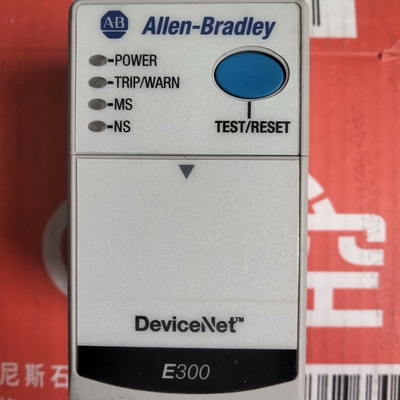 AB Allen-Bradley
POWER
TRIP/WARN
MS
NS
TEST/RESET
DeviceNet™
E300
尼斯石